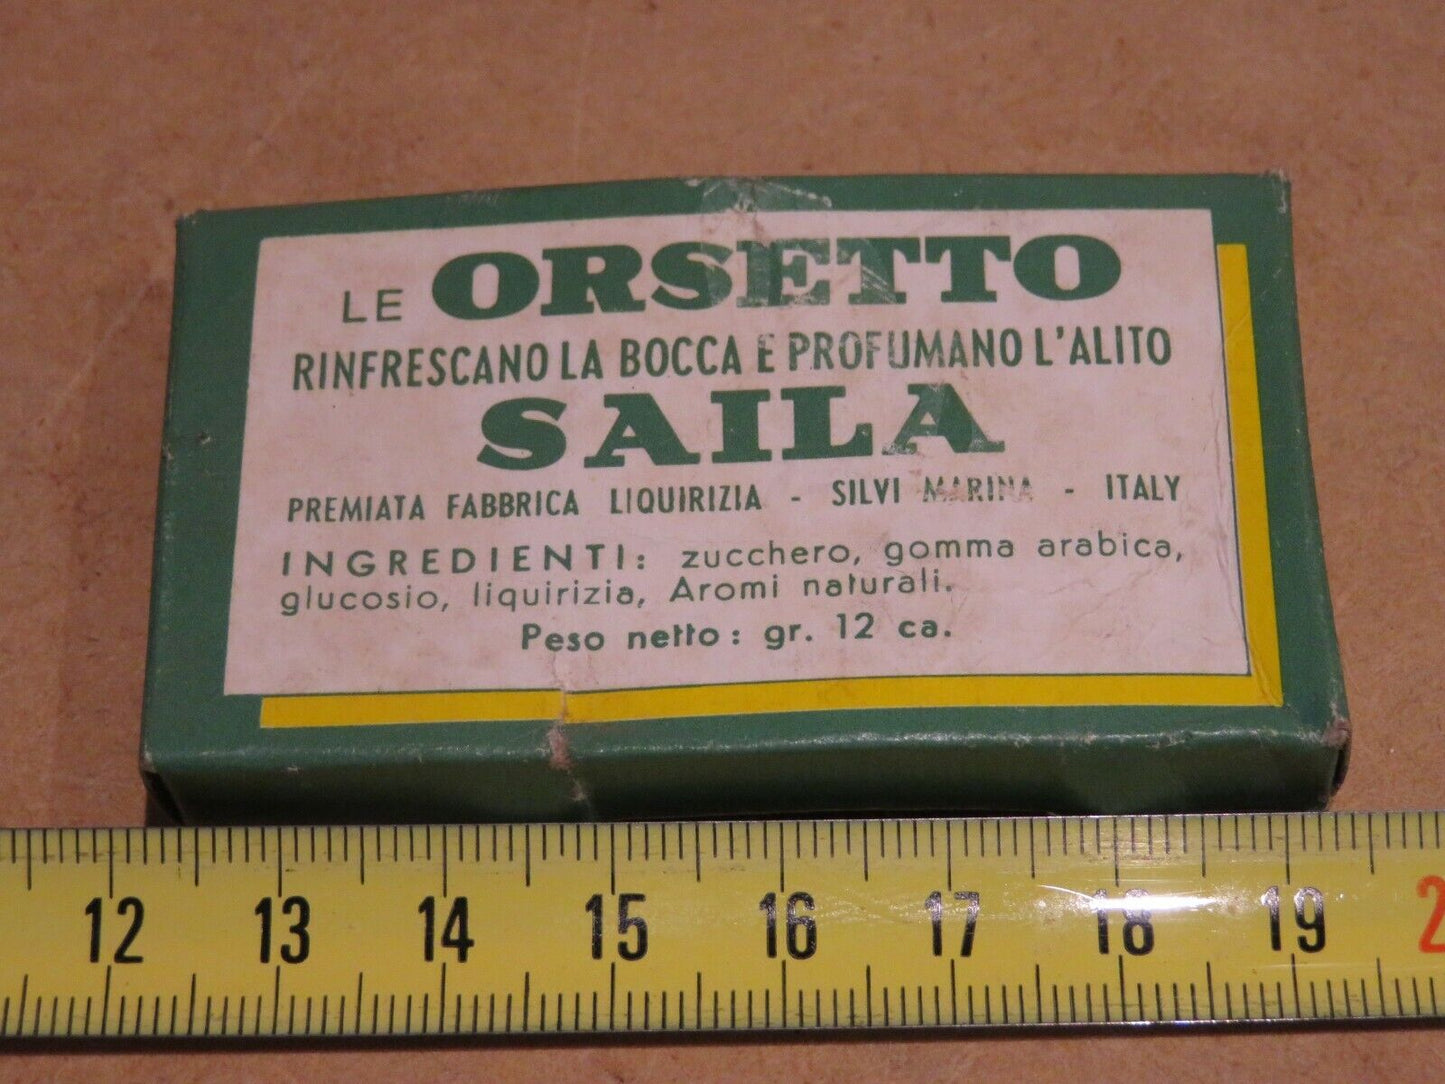 LE ORSETTO
RINFRESCANO LA BOCCA E PROFUMANO L'ALITO
SAILA
PREMIATA FABBRICA LIQUIRIZIA - SILVI MARINA - ITALY
INGREDIENTI: zucchero, gomma arabica,
glucosio, liquirizia, Aromi naturali.
Peso netto: gr. 12 ca.
12 13 14 15 16 17 18 19 2